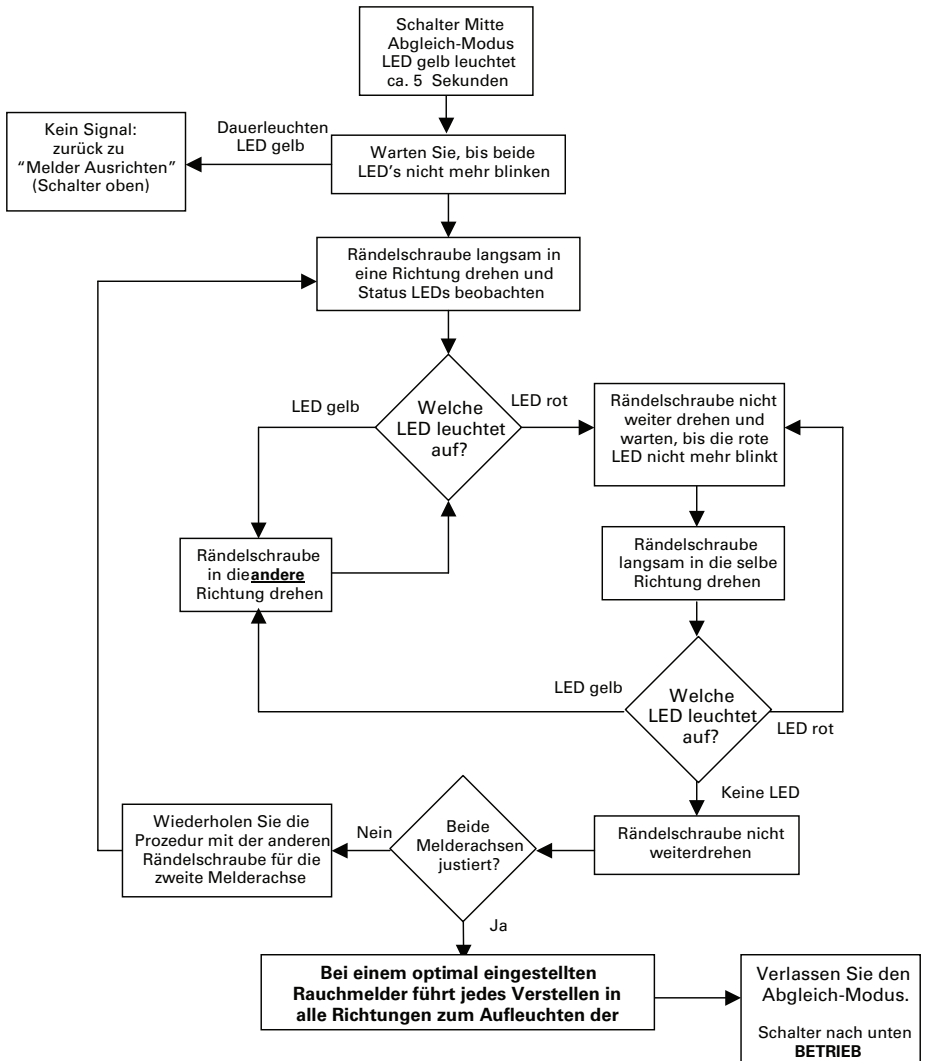 Schalter Mitte
Abgleich-Modus
LED gelb leuchtet
ca. 5 Sekunden
Kein Signal:
zurück zu
“Melder Ausrichten”
(Schalter oben)
Dauerleuchten
LED gelb
Warten Sie, bis beide
LED's nicht mehr blinken
Rändelschraube langsam in
eine Richtung drehen und
Status LEDs beobachten
LED gelb
Welche
LED leuchtet
auf?
LED rot
Rändelschraube nicht
weiter drehen und
warten, bis die rote
LED nicht mehr blinkt
Rändelschraube
in die andere
Richtung drehen
Rändelschraube
langsam in die selbe
Richtung drehen
LED gelb
Welche
LED leuchtet
auf?
LED rot
Keine LED
Rändelschraube nicht
weiterdrehen
Beide
Melderachsen
justiert?
Nein
Wiederholen Sie die
Prozedur mit der anderen
Rändelschraube für die
zweite Melderachse
Ja
Bei einem optimal eingestellten
Rauchmelder führt jedes Verstellen in
alle Richtungen zum Aufleuchten der
Verlassen Sie den
Abgleich-Modus.
Schalter nach unten
BETRIEB